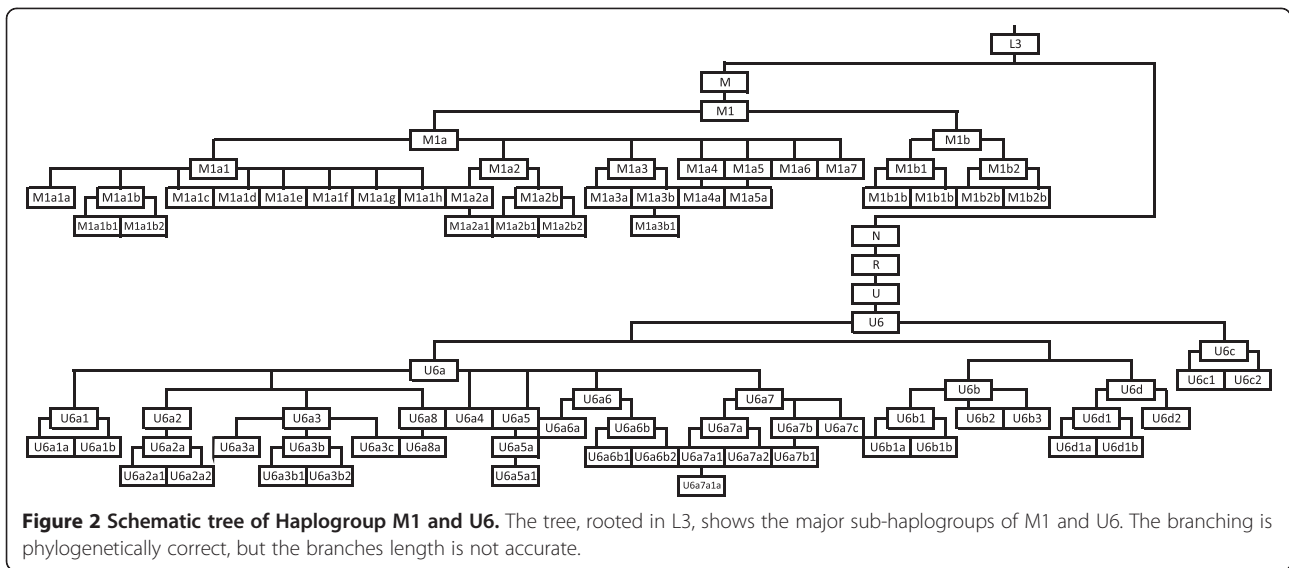 L3
M
M1
M1a M1b
M1a1 M1a2 M1a3 M1a4 M1a5 M1a6 M1a7 M1b1 M1b2
M1a1a M1a1b M1a1c M1a1d M1a1e M1a1f M1a1g M1a1h M1a2a M1a2b M1a3a M1a3b M1a4a M1a5a M1b1b M1b1b M1b2b M1b2b
M1a1b1 M1a1b2 M1a2a1 M1a2b1 M1a2b2 M1a3b1
N
R
U
U6
U6c
U6a U6c1 U6c2
U6b U6d
U6a6 U6a7
U6a1 U6a2 U6a3 U6a8 U6a4 U6a5 U6b1 U6b2 U6b3 U6d1 U6d2
U6a6a U6a6b U6a7a U6a7b U6a7c
U6a1a U6a1b U6a2a U6a3a U6a3b U6a3c U6a8a U6a5a U6b1a U6b1b U6d1a U6d1b
U6a6b1 U6a6b2 U6a7a1 U6a7a2 U6a7b1
U6a2a1 U6a2a2 U6a3b1 U6a3b2 U6a5a1
U6a7a1a
Figure 2 Schematic tree of Haplogroup M1 and U6. The tree, rooted in L3, shows the major sub-haplogroups of M1 and U6. The branching is
phylogenetically correct, but the branches length is not accurate.